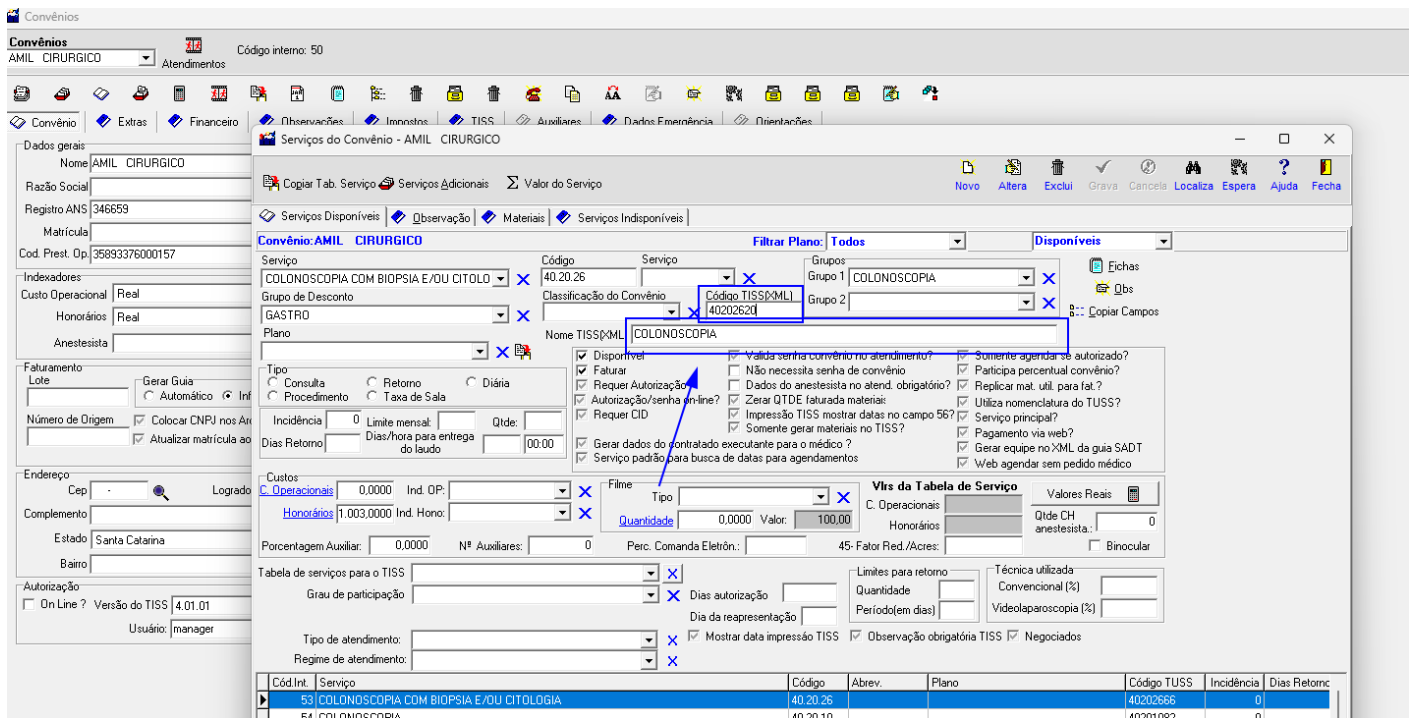 Convênios
Convênios
AMIL CIRURGICO
Atendimentos
Código interno: 50
Convênio Extras Financeiro Observações Impostos TISS Auxiliares Dados Emergência Orientações
Dados gerais
Nome AMIL CIRURGICO
Razão Social
Registro ANS 346659
Matrícula
Cod. Prest. Op. 35893376000157
Indexadores
Custo Operacional Real
Honorários Real
Anestesista
Faturamento
Lote
Gerar Guia
Automático Inf
Número de Origem
Colocar CNPJ nos Arq
Atualizar matrícula ao
Endereço
Cep -
Logrado
Complemento
Estado Santa Catarina
Bairro
Autorização
On Line ? Versão do TISS 4.01.01
Usuário: manager
Serviços do Convênio - AMIL CIRURGICO
Copiar Tab. Serviço Serviços Adicionais Σ Valor do Serviço
Novo Altera Exclui Grava Cancela Localiza Espera Ajuda Fecha
Serviços Disponíveis Observação Materiais Serviços Indisponíveis
Convênio:AMIL CIRURGICO Filtrar Plano: Todos Disponíveis
Serviço Código Serviço Grupos
COLONOSCOPIA COM BIOPSIA E/OU CITOLO 40.20.26 Grupo 1 COLONOSCOPIA
Fichas
Grupo de Desconto Classificação do Convênio Código TISS(XML) Grupo 2
Obs
GASTRO 40202620
Copiar Campos
Plano
Nome TISS(XML COLONOSCOPIA
Tipo
Consulta Retorno Diária
Procedimento Taxa de Sala
Incidência 0 Limite mensal: Qtde:
Dias Retorno Dias/hora para entrega do laudo 00:00
Disponível Valida senha convênio no atendimento? Somente agendar se autorizado?
Faturar Não necessita senha de convênio Participa percentual convênio?
Requer Autorização Dados do anestesista no atend. obrigatório? Replicar mat. util. para fat.?
Autorização/senha on-line? Zerar QTDE faturada materiais Utiliza nomenclatura do TUSS?
Requer CID Impressão TISS mostrar datas no campo 56? Serviço principal?
Somente gerar materiais no TISS? Pagamento via web?
Gerar dados do contratado executante para o médico ? Gerar equipe no XML da guia SADT
Serviço padrão para busca de datas para agendamentos Web agendar sem pedido médico
Custos
C. Operacionais 0,0000 Ind. OP:
Honorários 1.003,0000 Ind. Hono:
Filme
Tipo
Quantidade 0,0000 Valor: 100,00
Vlrs da Tabela de Serviço
C. Operacionais
Honorários
Valores Reais
Qtde CH anestesista.: 0
Porcentagem Auxiliar: 0,0000 Nº Auxiliares: 0 Perc. Comanda Eletrôn.: 45- Fator Red./Acres: Binocular
Tabela de serviços para o TISS
Grau de participação
Dias autorização
Dia da reapresentação
Limites para retorno
Quantidade
Período(em dias)
Técnica utilizada
Convencional (%)
Videolaparoscopia (%)
Tipo de atendimento:
Mostrar data impressão TISS Observação obrigatória TISS Negociados
Regime de atendimento:
Cód.Int. Serviço Código Abrev. Plano Código TUSS Incidência Dias Retorno
53 COLONOSCOPIA COM BIOPSIA E/OU CITOLOGIA 40.20.26 40202666 0
54 COLONOSCOPIA 40.20.10 40201082 0